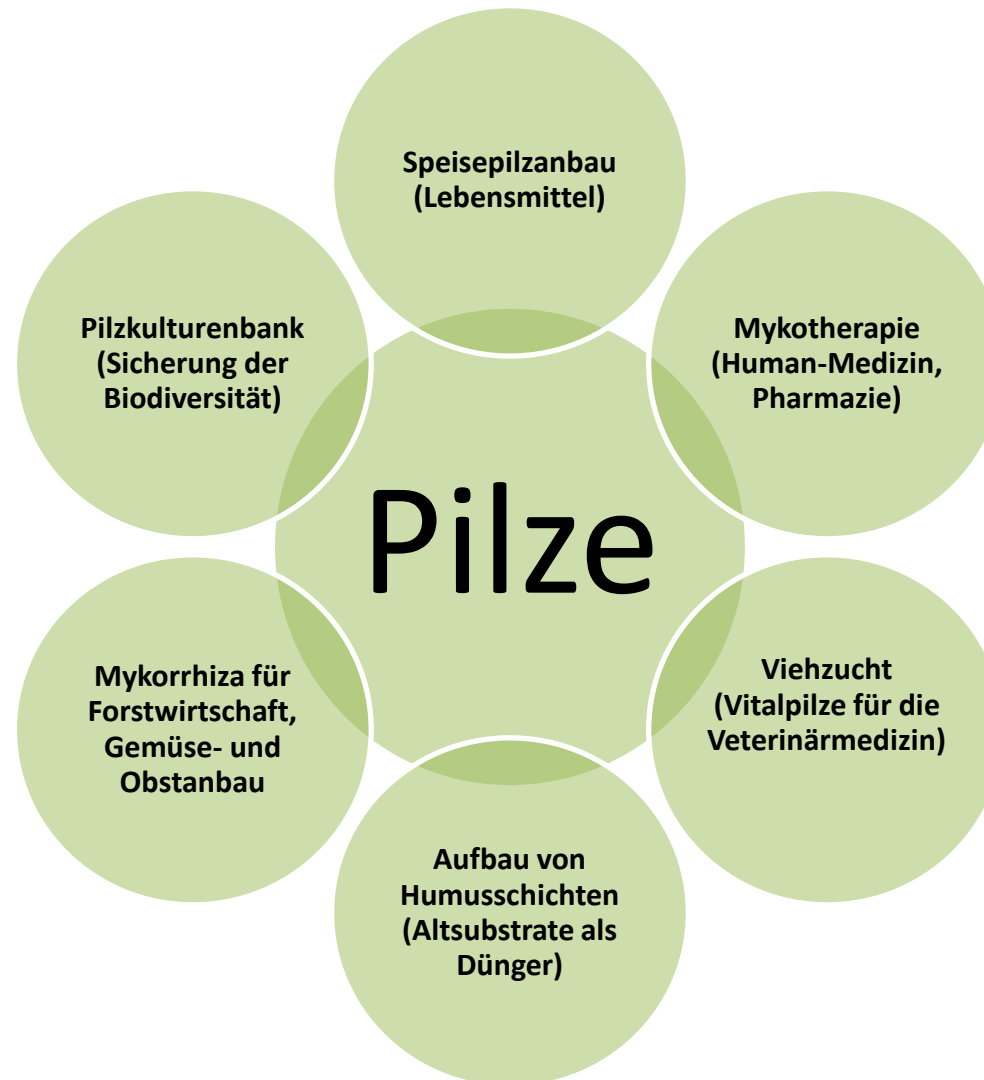 Speisepilzanbau
(Lebensmittel)
Pilzkulturenbank
(Sicherung der
Biodiversität)
Mykotherapie
(Human-Medizin,
Pharmazie)
Pilze
Mykorrhiza für
Forstwirtschaft,
Gemüse- und
Obstanbau
Viehzucht
(Vitalpilze für die
Veterinärmedizin)
Aufbau von
Humusschichten
(Altsubstrate als
Dünger)